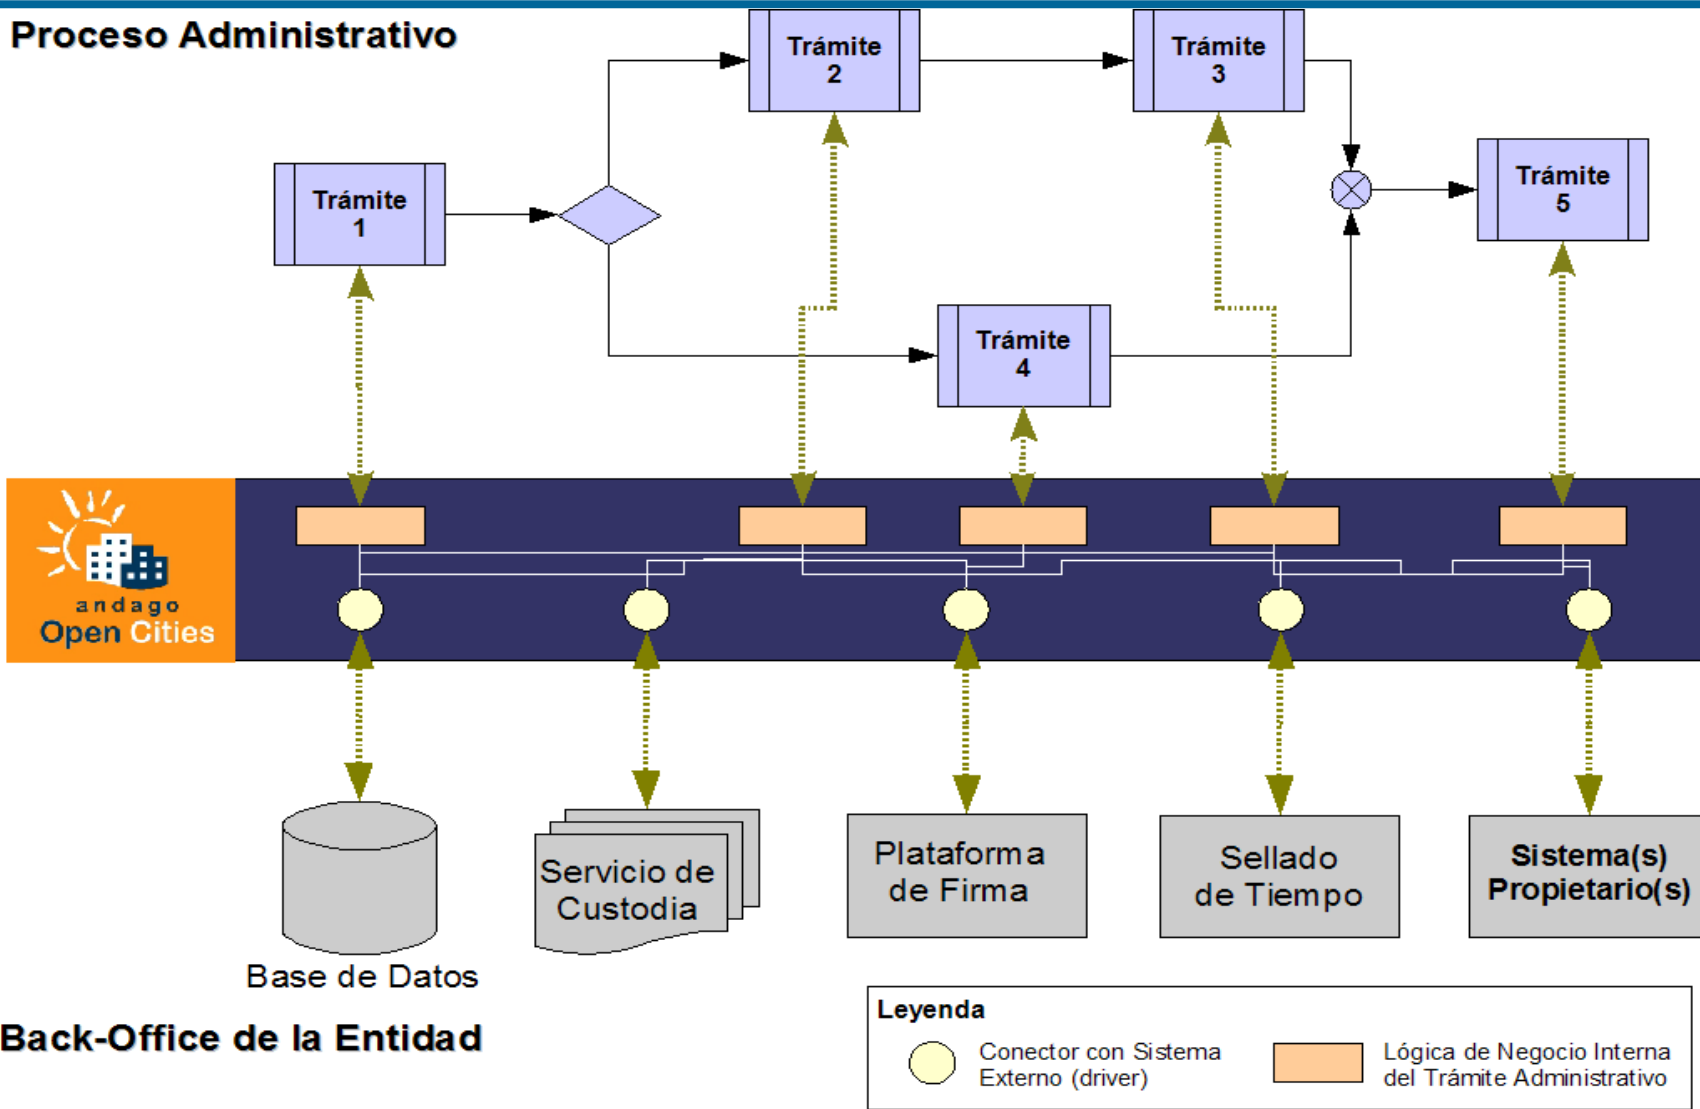 Proceso Administrativo
Trámite
2
Trámite
3
Trámite
1
Trámite
5
Trámite
4
andago
Open Cities
Base de Datos
Servicio de
Custodia
Plataforma
de Firma
Sellado
de Tiempo
Sistema(s)
Propietario(s)
Back-Office de la Entidad
Leyenda
Conector con Sistema
Externo (driver)
Lógica de Negocio Interna
del Trámite Administrativo